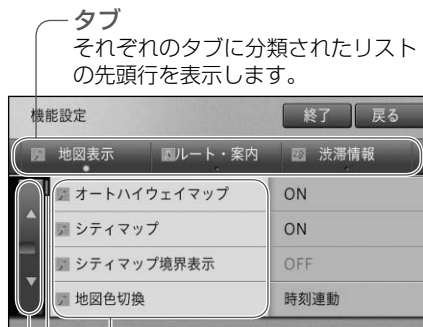 タブ
それぞれのタブに分類されたリスト
の先頭行を表示します。
機能設定 終了 戻る
地図表示 ルート・案内 渋滞情報
オートハイウェイマップ ON
シティマップ ON
シティマップ境界表示 OFF
地図色切換 時刻連動